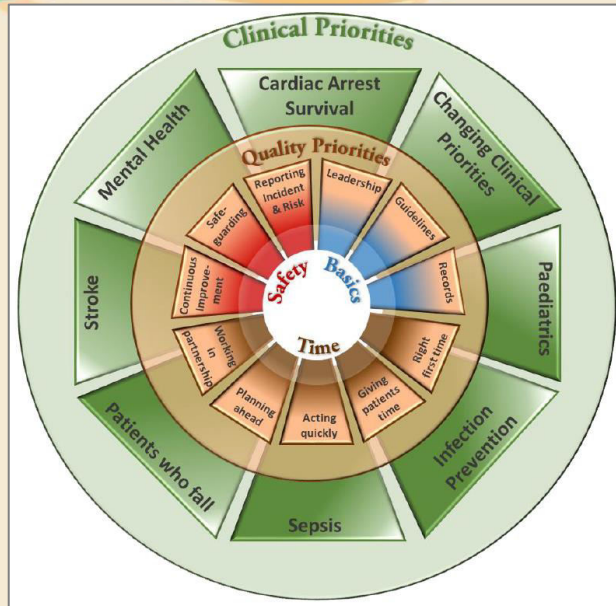 Clinical Priorities
Cardiac Arrest
Survival
Changing Clinical
Priorities
Paediatrics
Infection
Prevention
Sepsis
Patients who fall
Stroke
Mental Health
Quality Priorities
Reporting
Incident
& Risk
Leadership
Guidelines
Records
Right
first time
Giving
patients
time
Acting
quickly
Planning
ahead
Working
in
partnership
Continuous
Improve-
ment
Safe-
guarding
Safety
Basics
Time